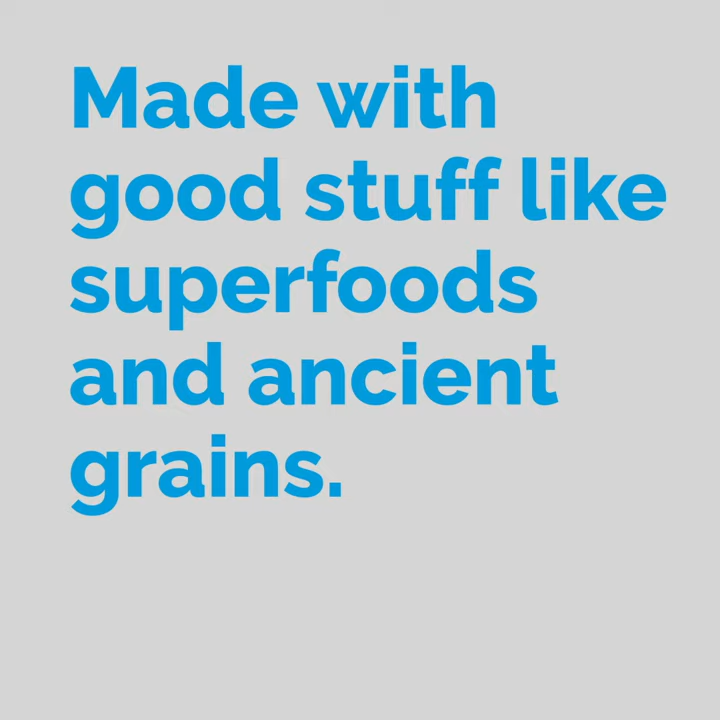 Made with
good stuff like
superfoods
and ancient
grains.